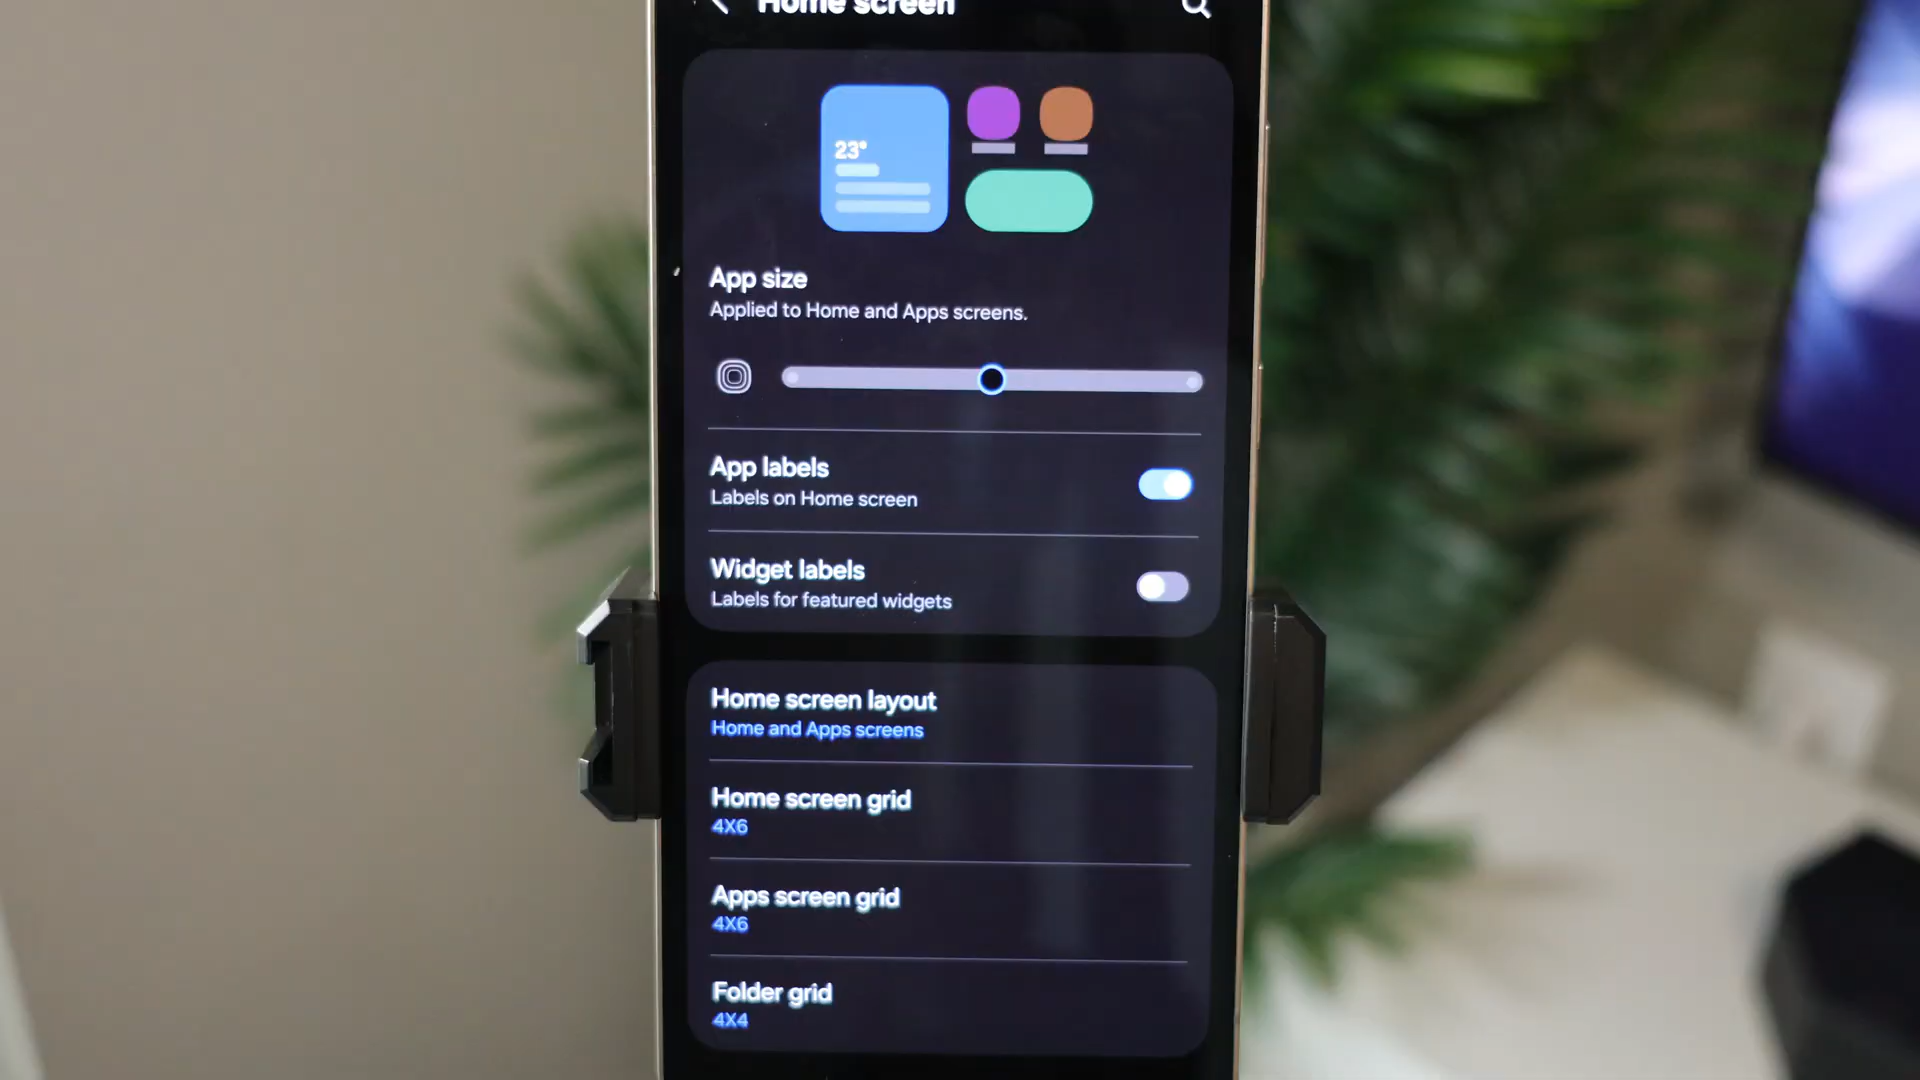 Home screen
23°
App size
Applied to Home and Apps screens.
App labels
Labels on Home screen
Widget labels
Labels for featured widgets
Home screen layout
Home and Apps screens
Home screen grid
4X6
Apps screen grid
4X6
Folder grid
4X4